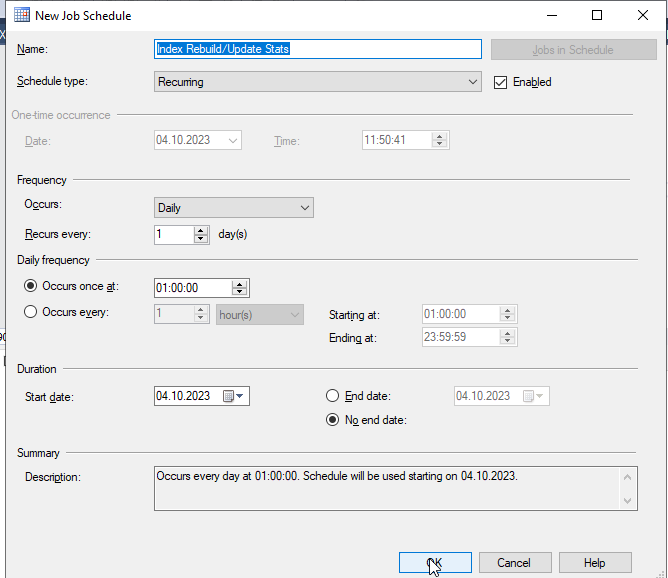 New Job Schedule
Name: Index Rebuild/Update Stats Jobs in Schedule
Schedule type: Recurring Enabled
One-time occurrence
Date: 04.10.2023 Time: 11:50:41
Frequency
Occurs: Daily
Recurs every: 1 day(s)
Daily frequency
Occurs once at: 01:00:00
Occurs every: 1 hour(s) Starting at: 01:00:00
Ending at: 23:59:59
Duration
Start date: 04.10.2023 End date: 04.10.2023
No end date:
Summary
Description: Occurs every day at 01:00:00. Schedule will be used starting on 04.10.2023.
OK Cancel Help